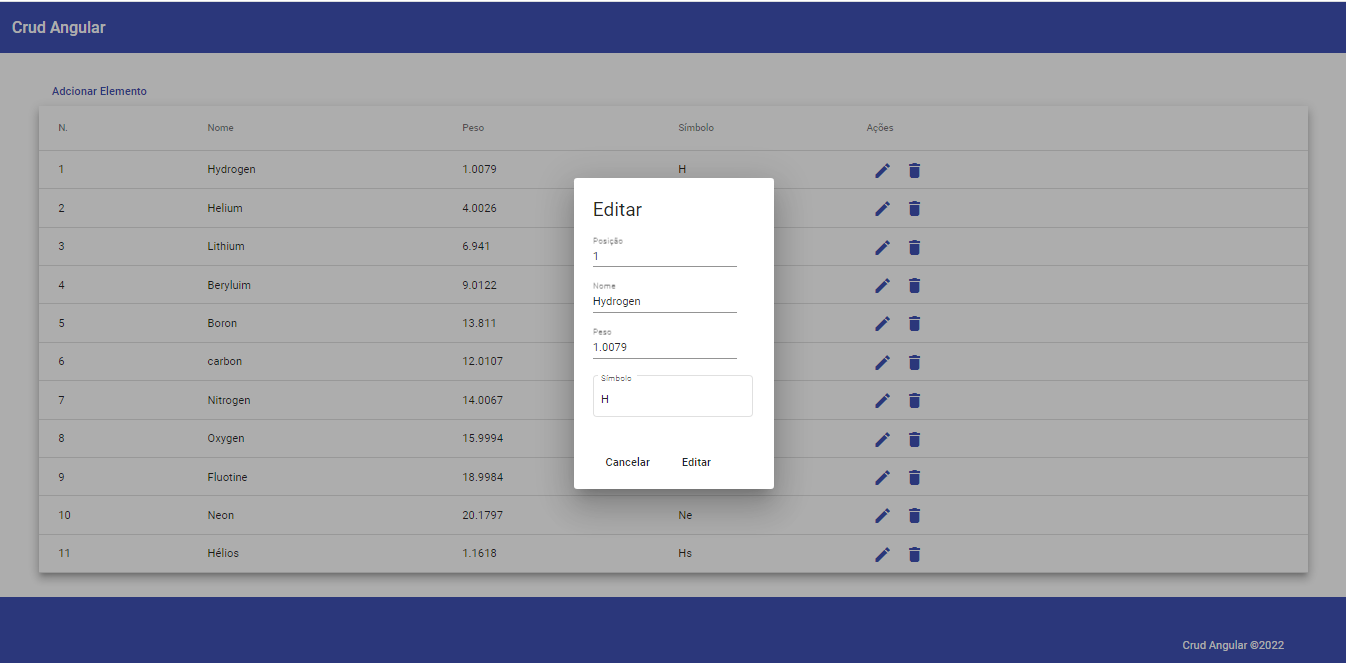 Crud Angular
Adcionar Elemento
N. Nome Peso Símbolo Ações
1 Hydrogen 1.0079 H
2 Helium 4.0026
3 Lithium 6.941
4 Beryluim 9.0122
5 Boron 13.811
6 carbon 12.0107
7 Nitrogen 14.0067
8 Oxygen 15.9994
9 Fluotine 18.9984
10 Neon 20.1797 Ne
11 Hélios 1.1618 Hs
Editar
Posição
1
Nome
Hydrogen
Peso
1.0079
Símbolo
H
Cancelar Editar
Crud Angular ©2022